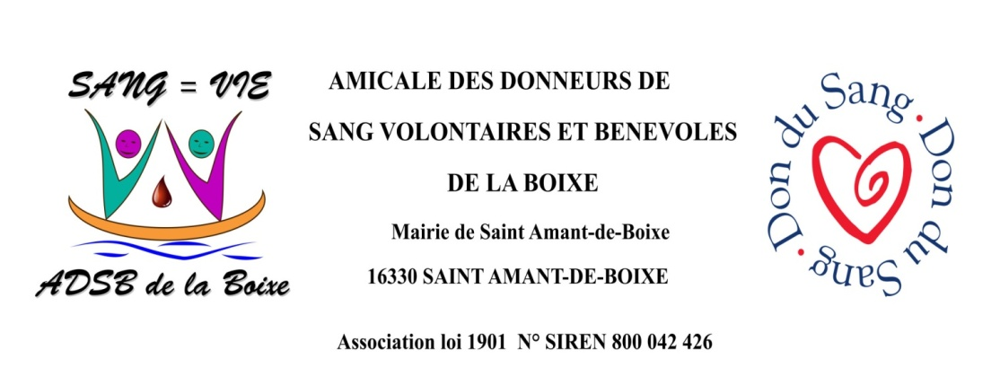 SANG = VIE
ADSB de la Boixe
AMICALE DES DONNEURS DE
SANG VOLONTAIRES ET BENEVOLES
DE LA BOIXE
Mairie de Saint Amant-de-Boixe
16330 SAINT AMANT-DE-BOIXE
Association loi 1901 N° SIREN 800 042 426
Don du Sang · Don du Sang ·